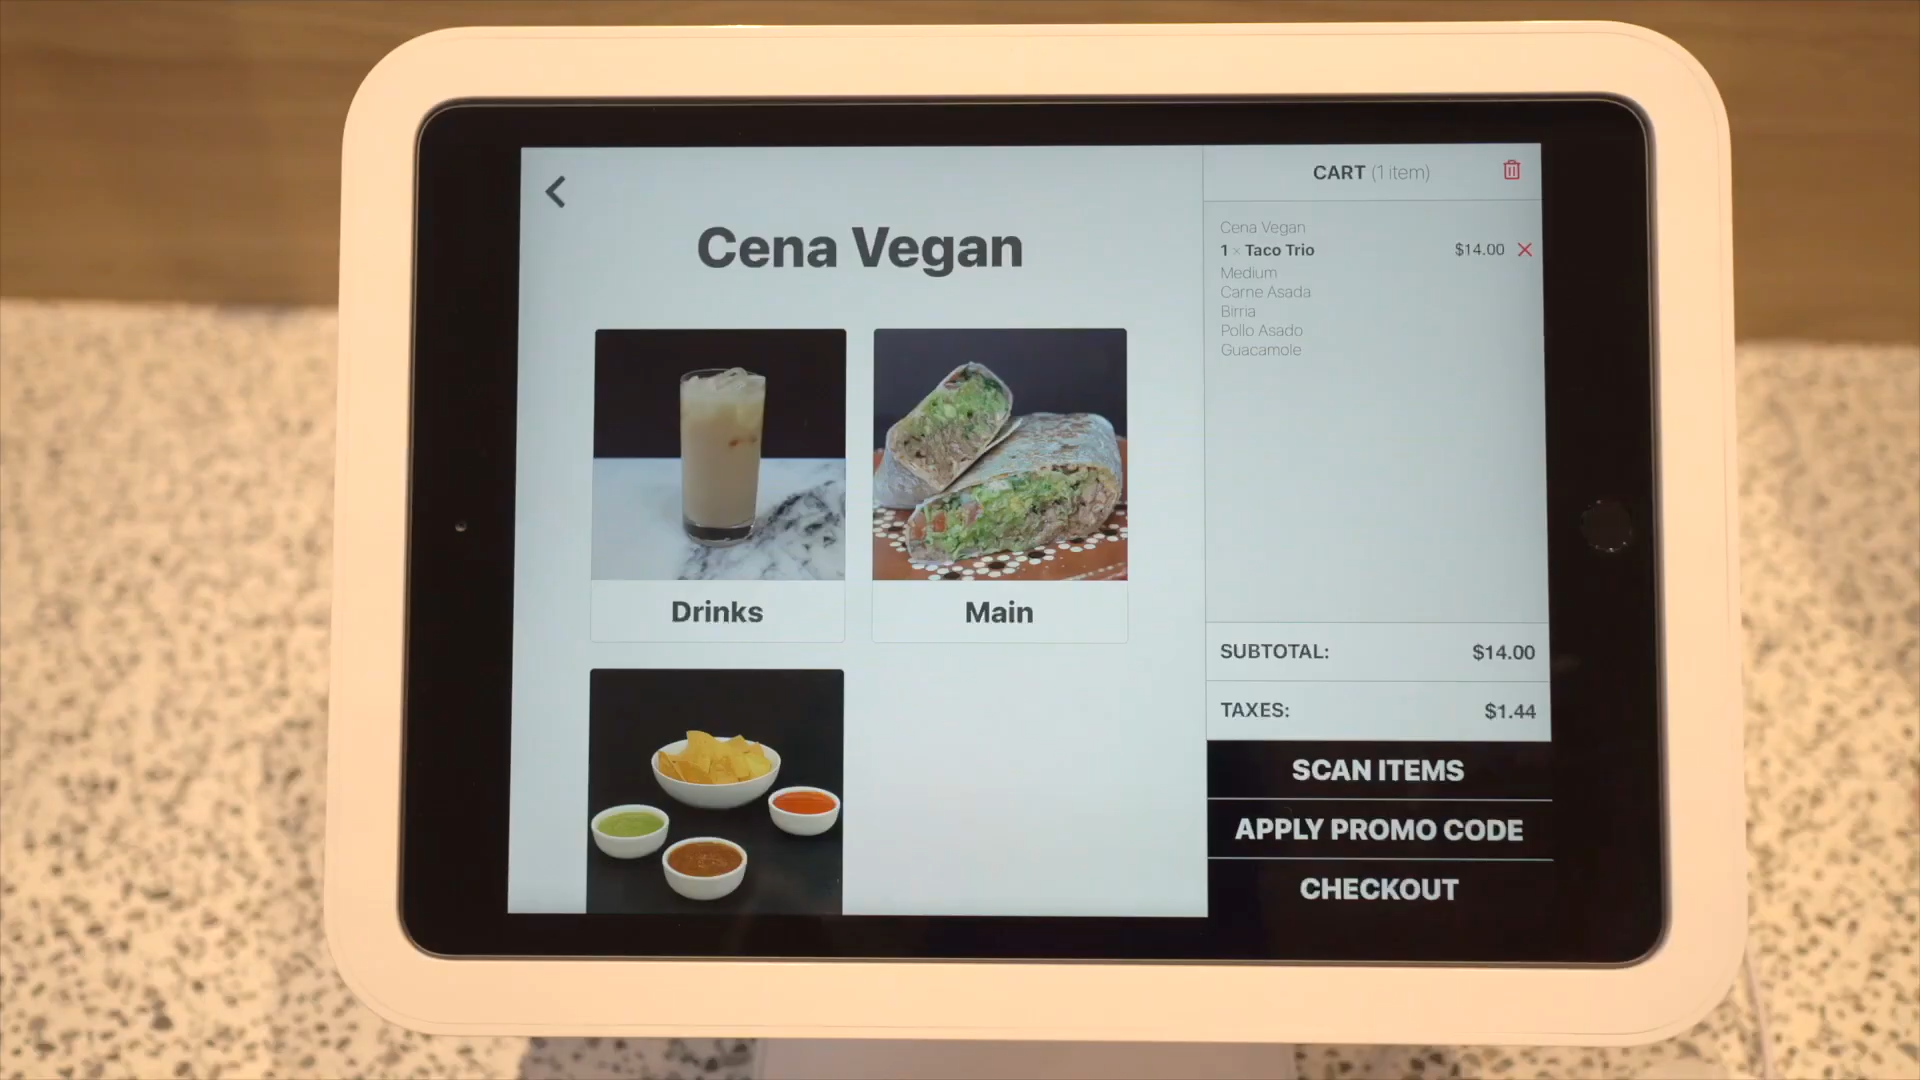 Cena Vegan
Drinks
Main
CART (1 item)
Cena Vegan
1 × Taco Trio $14.00
Medium
Carne Asada
Birria
Pollo Asado
Guacamole
SUBTOTAL: $14.00
TAXES: $1.44
SCAN ITEMS
APPLY PROMO CODE
CHECKOUT